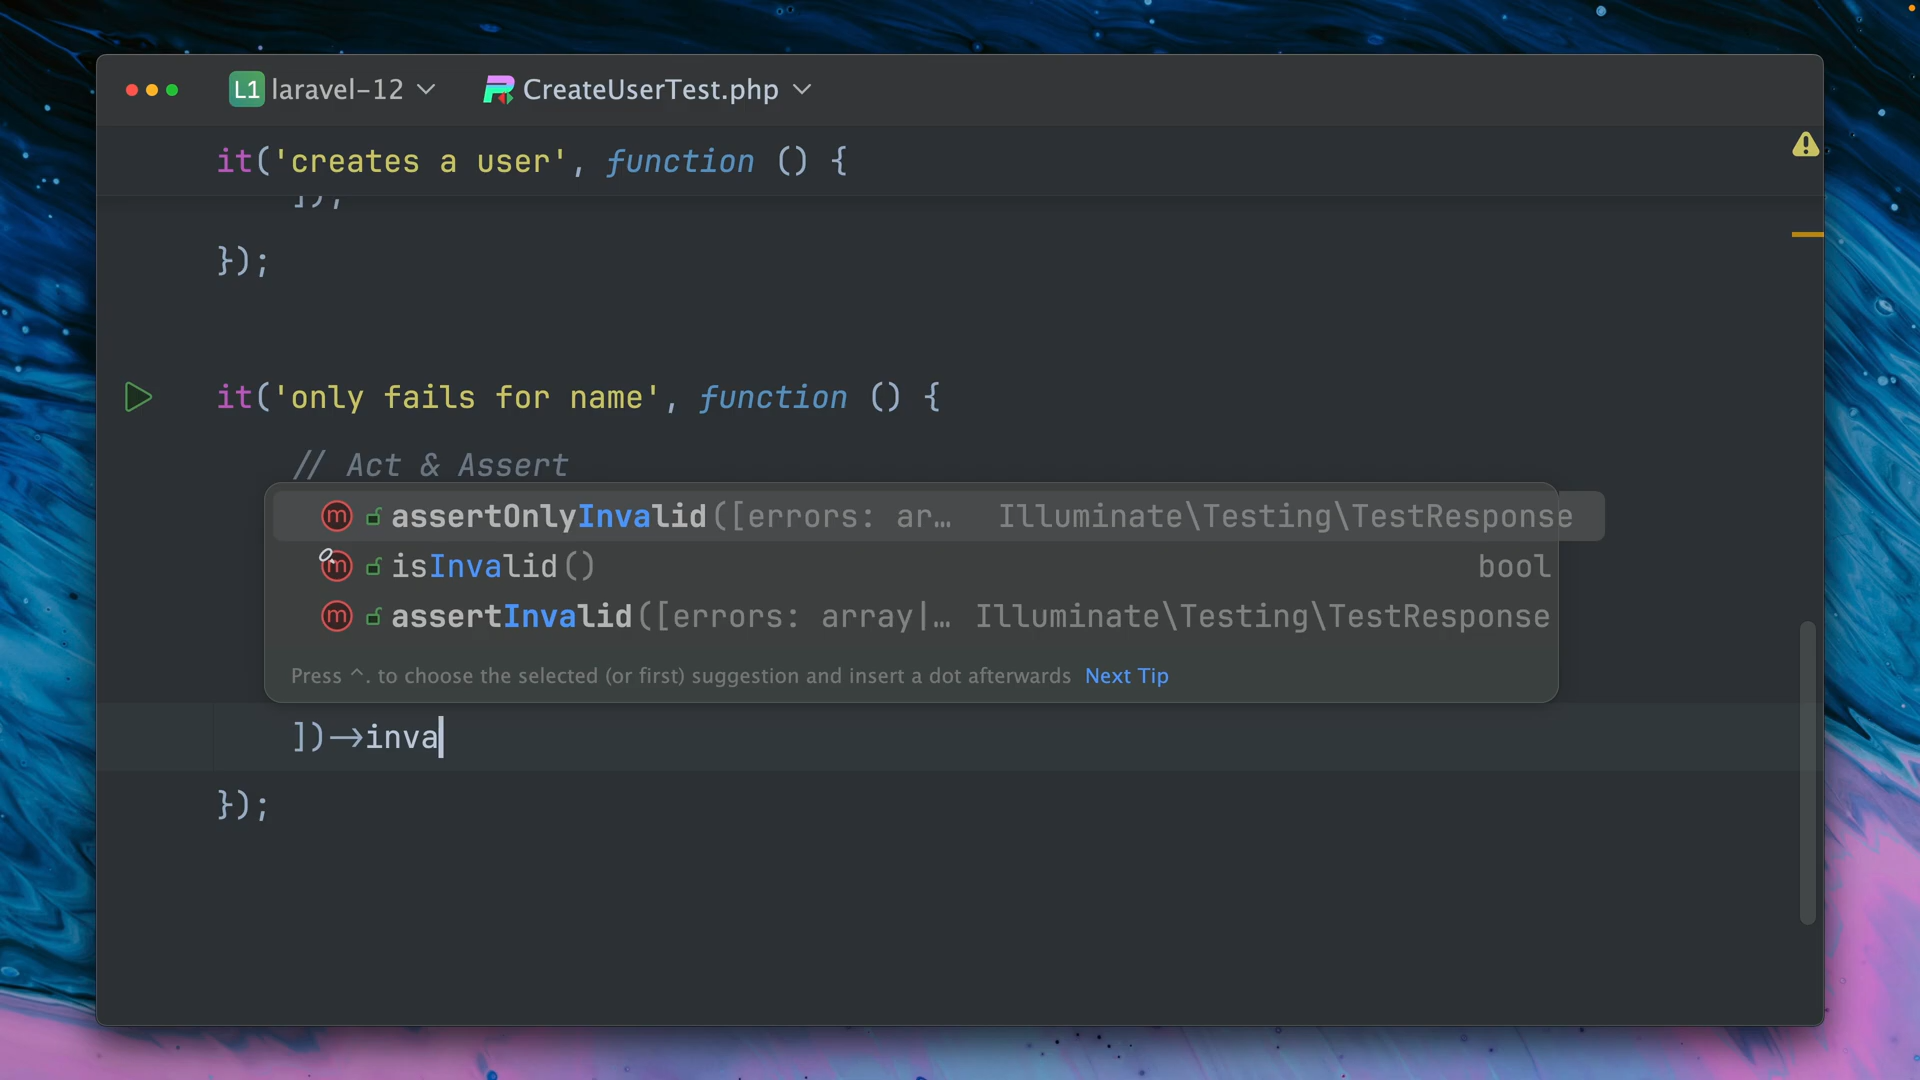 L1 laravel-12 CreateUserTest.php
it('creates a user', function () {
]);
});
it('only fails for name', function () {
// Act & Assert
m assertOnlyInvalid([errors: ar… Illuminate\Testing\TestResponse
m isInvalid() bool
m assertInvalid([errors: array|… Illuminate\Testing\TestResponse
Press ^. to choose the selected (or first) suggestion and insert a dot afterwards Next Tip
])->inva
});